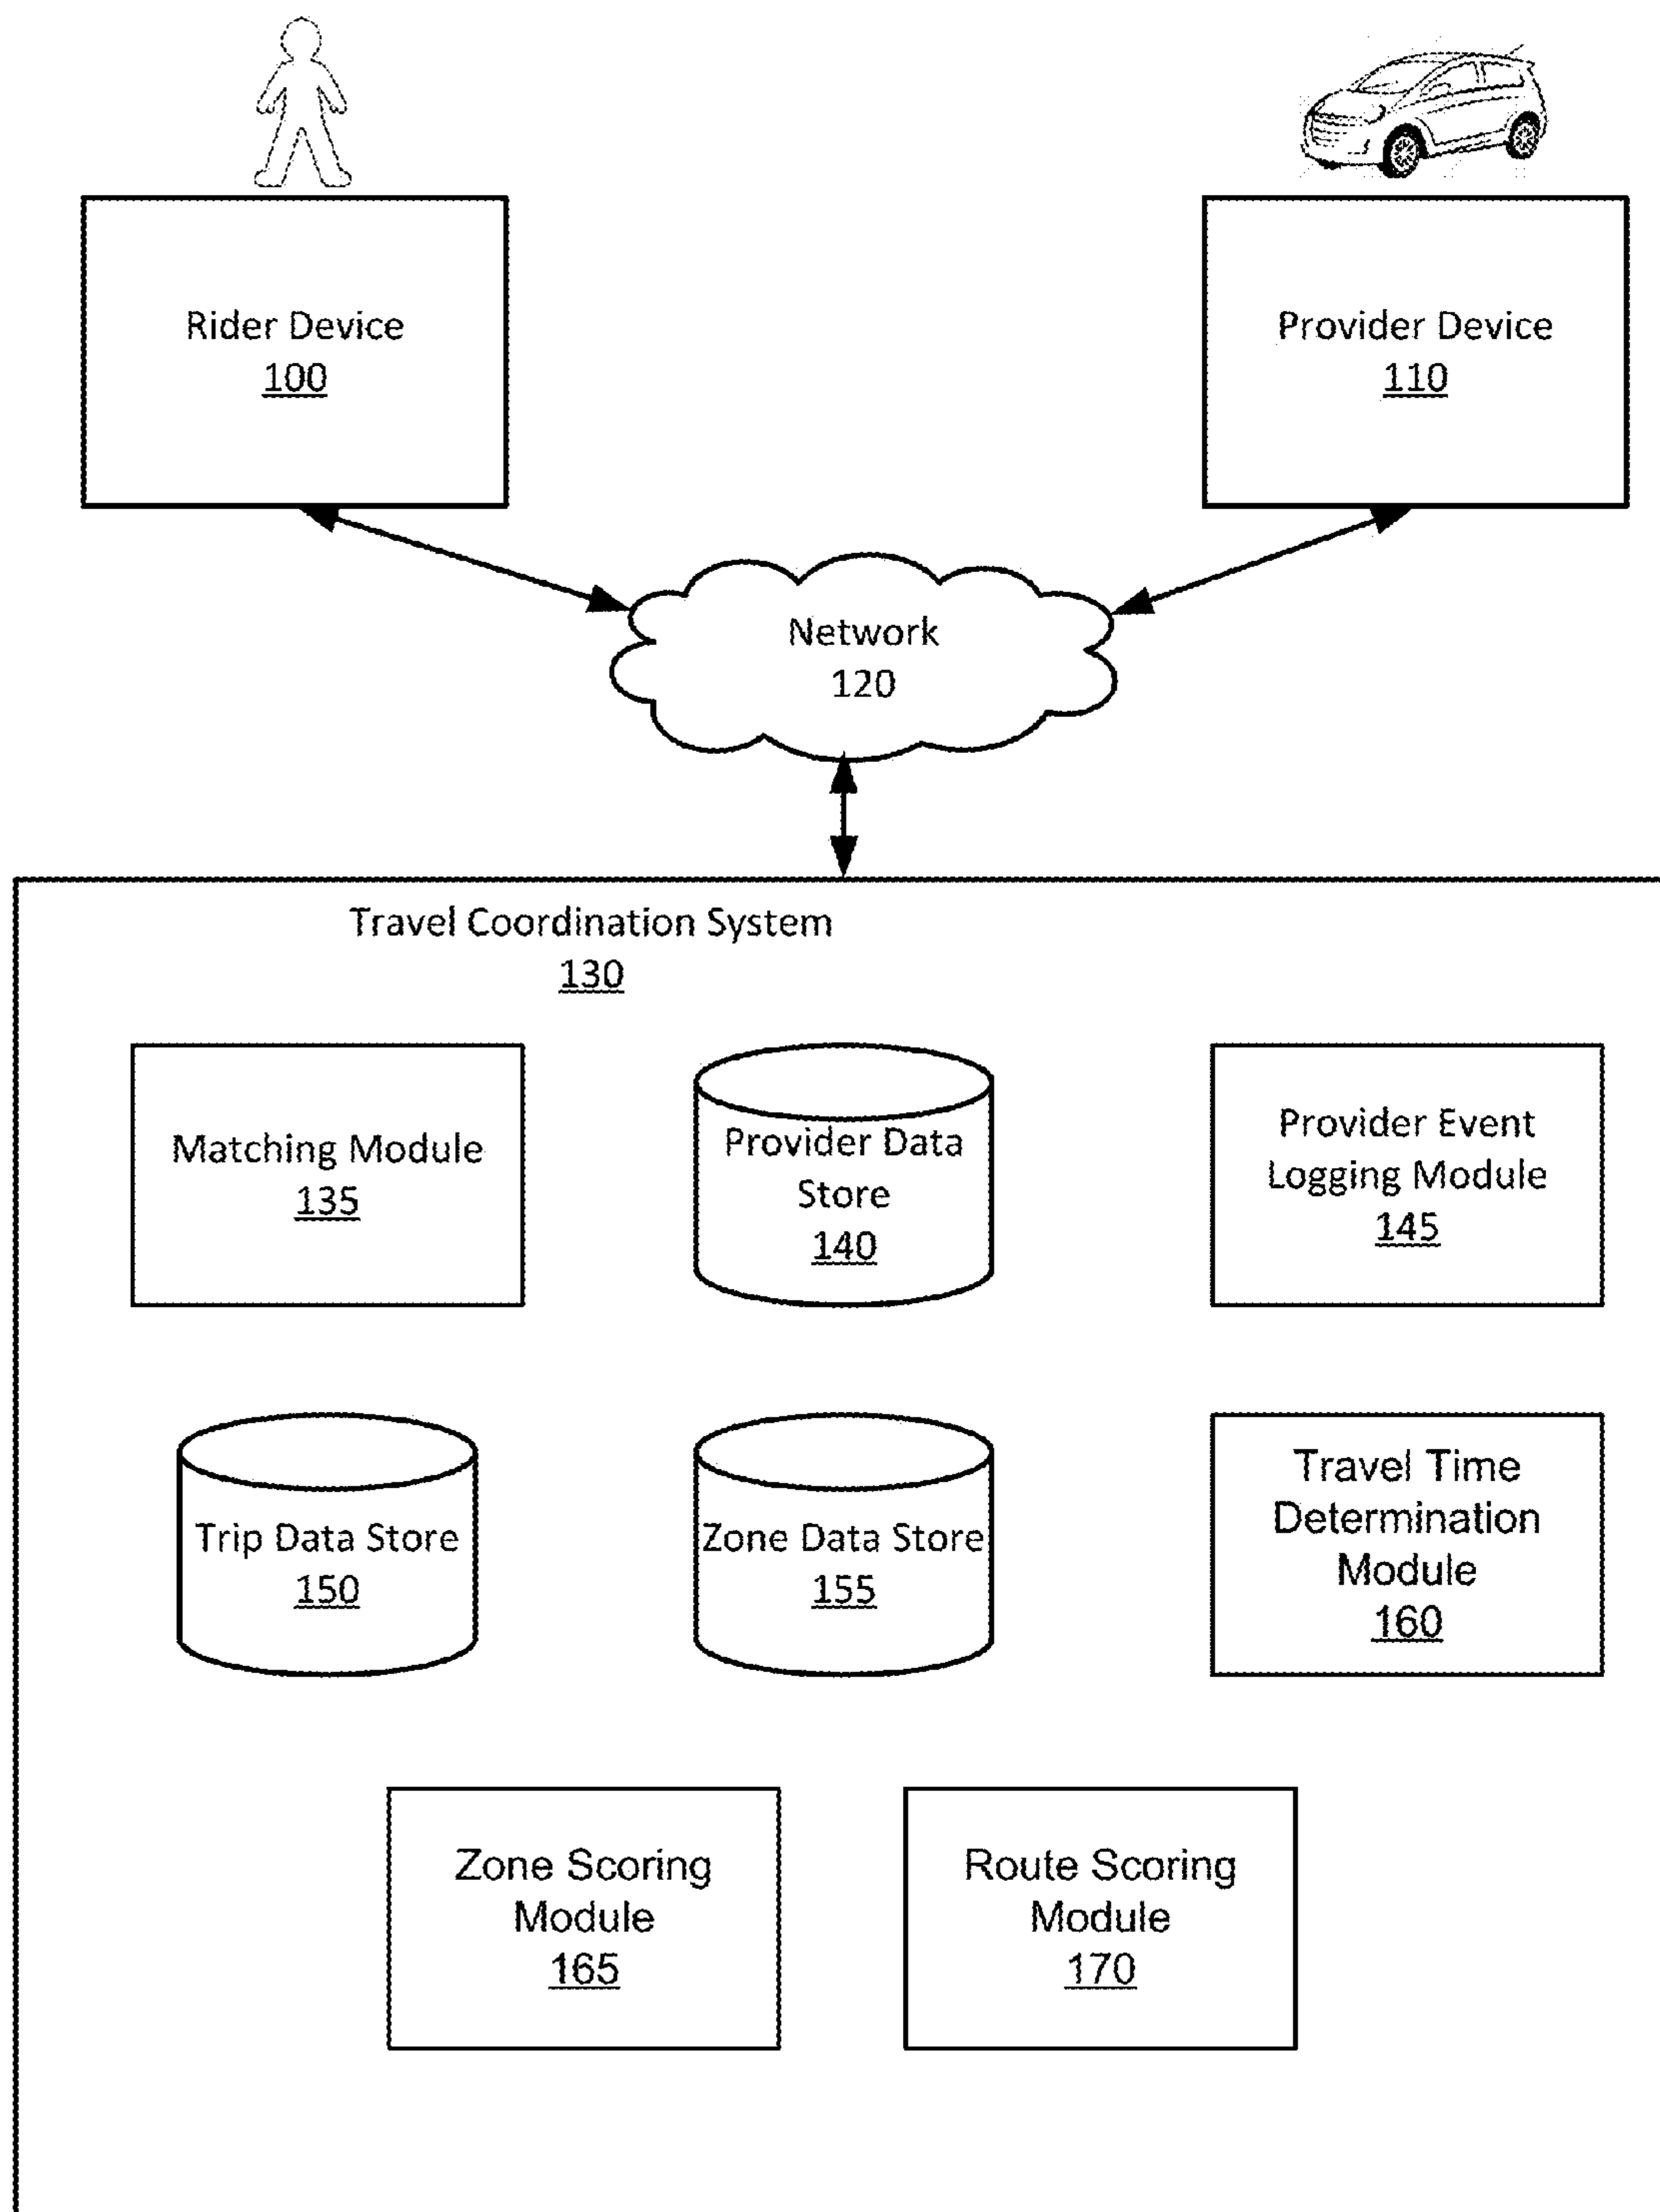 Rider Device
100
Provider Device
110
Network
120
Travel Coordination System
130
Matching Module
135
Provider Data
Store
140
Provider Event
Logging Module
145
Trip Data Store
150
Zone Data Store
155
Travel Time
Determination
Module
160
Zone Scoring
Module
165
Route Scoring
Module
170